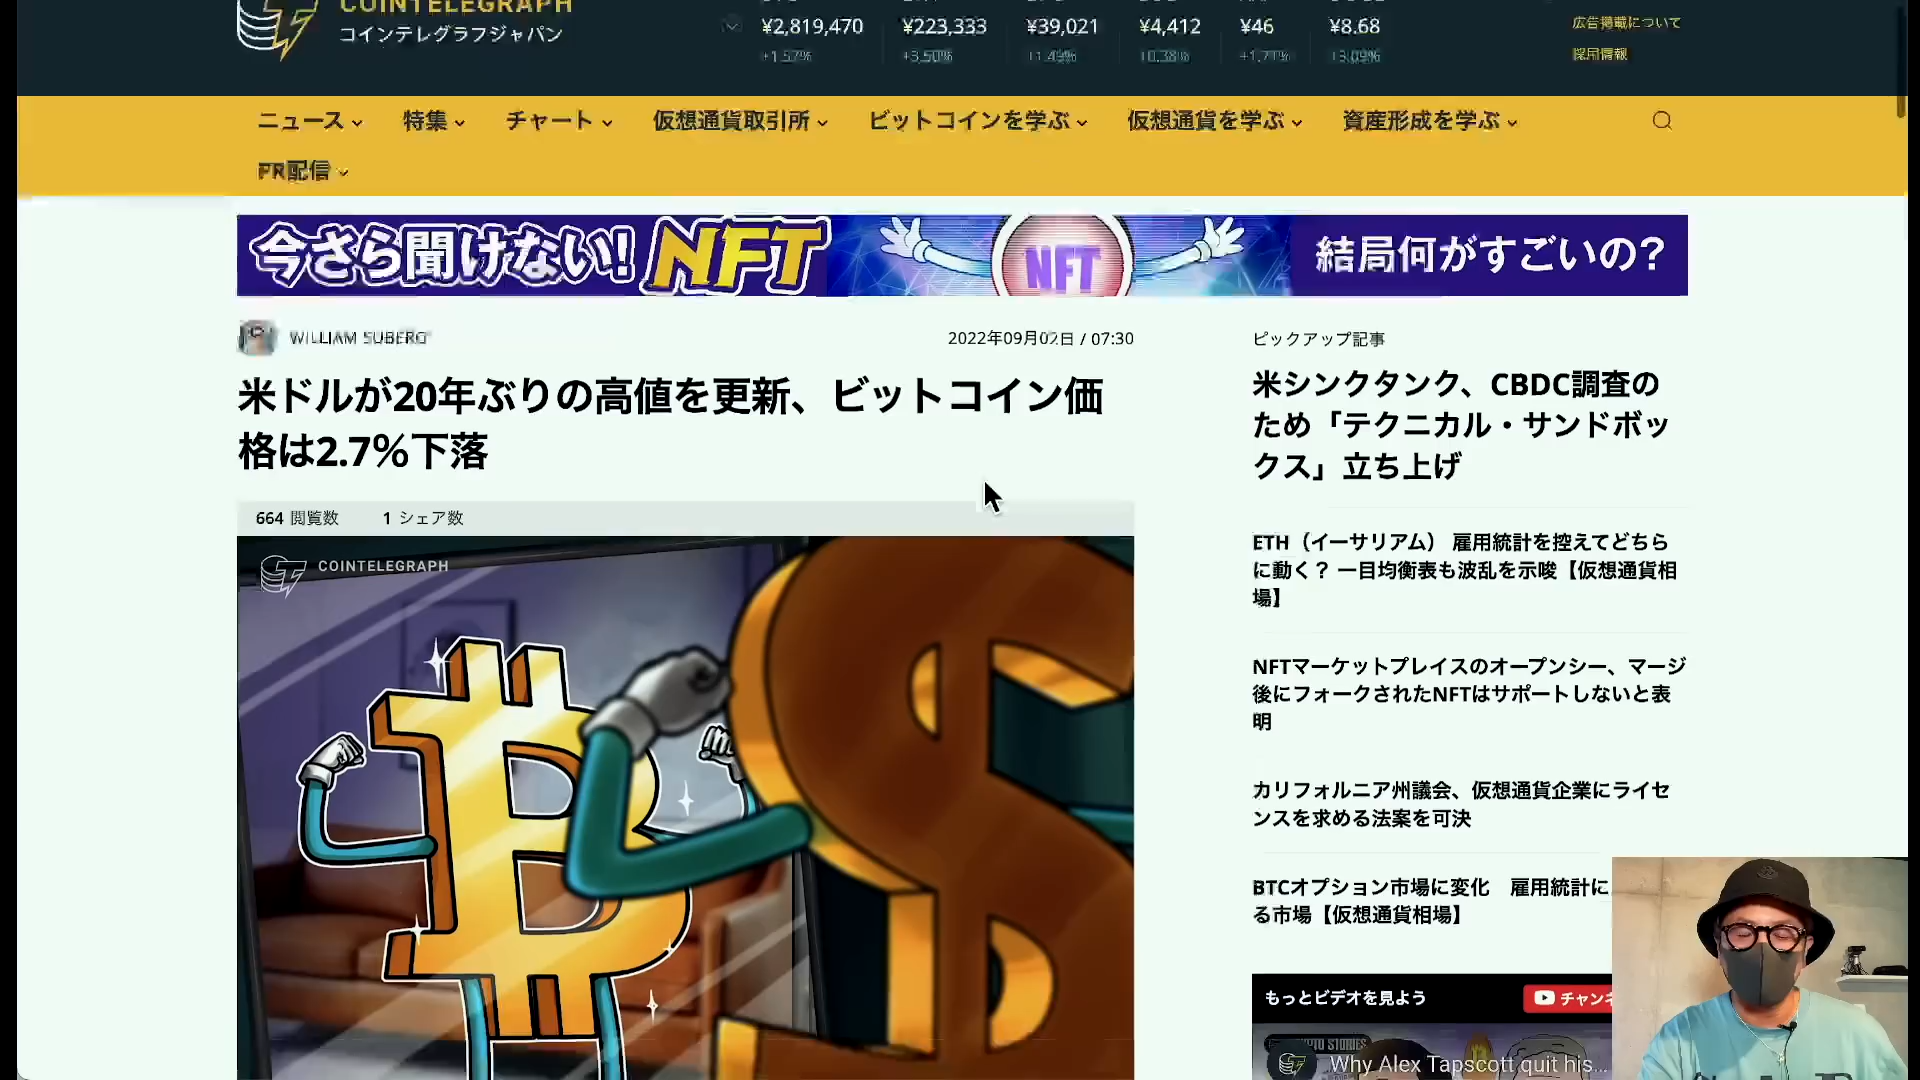 COINTELEGRAPH
コインテレグラフジャパン
¥2,819,470 ¥223,333 ¥39,021 ¥4,412 ¥46 ¥8.68
+1.57% +3.50% +1.49% +0.38% +1.71% +3.09%
広告掲載について
採用情報
ニュース 特集 チャート 仮想通貨取引所 ビットコインを学ぶ 仮想通貨を学ぶ 資産形成を学ぶ
PR配信
今さら聞けない! NFT NFT 結局何がすごいの?
WILLIAM SUBERG
2022年09月02日 / 07:30
米ドルが20年ぶりの高値を更新、ビットコイン価
格は2.7%下落
664 閲覧数 1 シェア数
COINTELEGRAPH
ピックアップ記事
米シンクタンク、CBDC調査の
ため「テクニカル・サンドボッ
クス」立ち上げ
ETH（イーサリアム） 雇用統計を控えてどちら
に動く？ 一目均衡表も波乱を示唆【仮想通貨相
場】
NFTマーケットプレイスのオープンシー、マージ
後にフォークされたNFTはサポートしないと表
明
カリフォルニア州議会、仮想通貨企業にライセ
ンスを求める法案を可決
BTCオプション市場に変化 雇用統計に
る市場【仮想通貨相場】
もっとビデオを見よう
チャン
CRYPTO STORIES
Why Alex Tapscott quit his...